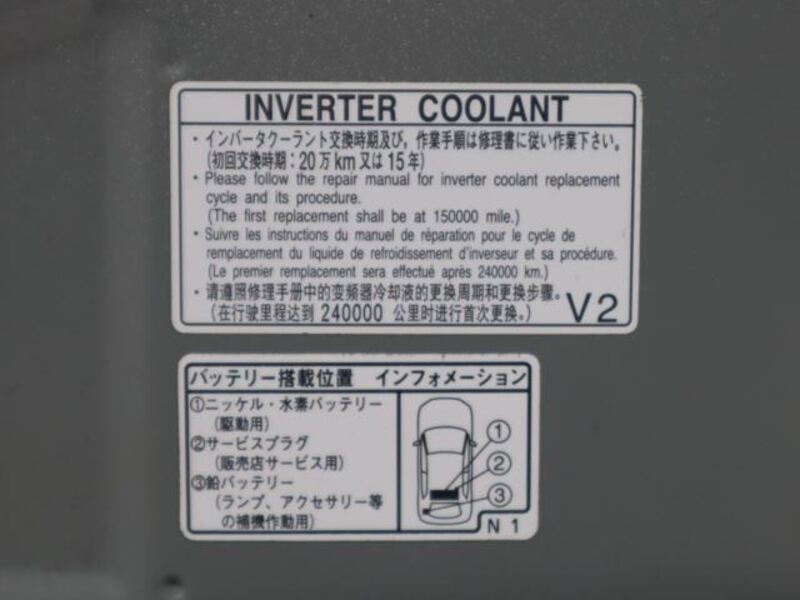 INVERTER COOLANT
・インバータクーラント交換時期及び，作業手順は修理書に従い作業下さい。
(初回交換時期：20万km又は15年)
・Please follow the repair manual for inverter coolant replacement
cycle and its procedure.
(The first replacement shall be at 150000 mile.)
・Suivre les instructions du manuel de réparation pour le cycle de
remplacement du liquide de refroidissement d'inverseur et sa procédure.
(Le premier remplacement sera effectué après 240000 km.)
・请遵照修理手册中的变频器冷却液的更换周期和更换步骤。
(在行驶里程达到 240000 公里时进行首次更换。)
V2
バッテリー搭載位置 インフォメーション
①ニッケル・水素バッテリー
(駆動用)
②サービスプラグ
(販売店サービス用)
③鉛バッテリー
(ランプ、アクセサリー等
の補機作動用)
①
②
③
N 1